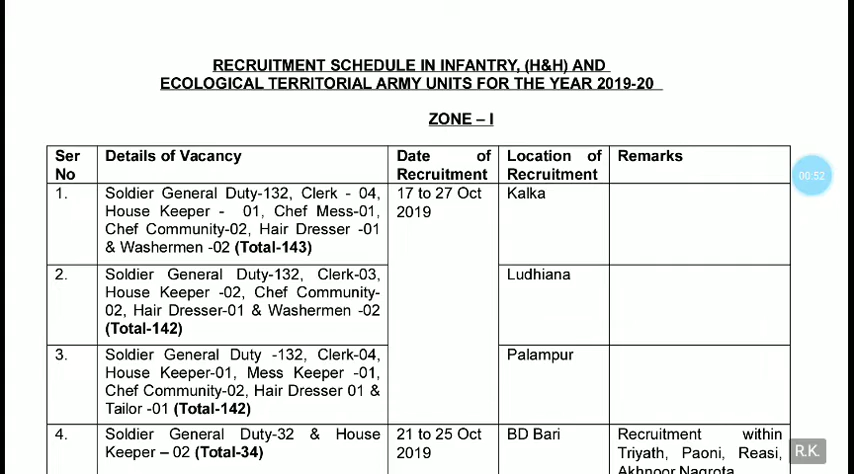 RECRUITMENT SCHEDULE IN INFANTRY, (H&H) AND
ECOLOGICAL TERRITORIAL ARMY UNITS FOR THE YEAR 2019-20
ZONE – I
Ser No
Details of Vacancy
Date of Recruitment
Location of Recruitment
Remarks
00:52
1.
Soldier General Duty-132, Clerk - 04,
House Keeper - 01, Chef Mess-01,
Chef Community-02, Hair Dresser -01
& Washermen -02 (Total-143)
17 to 27 Oct
2019
Kalka
2.
Soldier General Duty-132, Clerk-03,
House Keeper -02, Chef Community-
02, Hair Dresser-01 & Washermen -02
(Total-142)
Ludhiana
3.
Soldier General Duty -132, Clerk-04,
House Keeper-01, Mess Keeper -01,
Chef Community-02, Hair Dresser 01 &
Tailor -01 (Total-142)
Palampur
4.
Soldier General Duty-32 & House
Keeper – 02 (Total-34)
21 to 25 Oct
2019
BD Bari
Recruitment within
Triyath, Paoni, Reasi,
Akhnoor Nagrota
R.K.